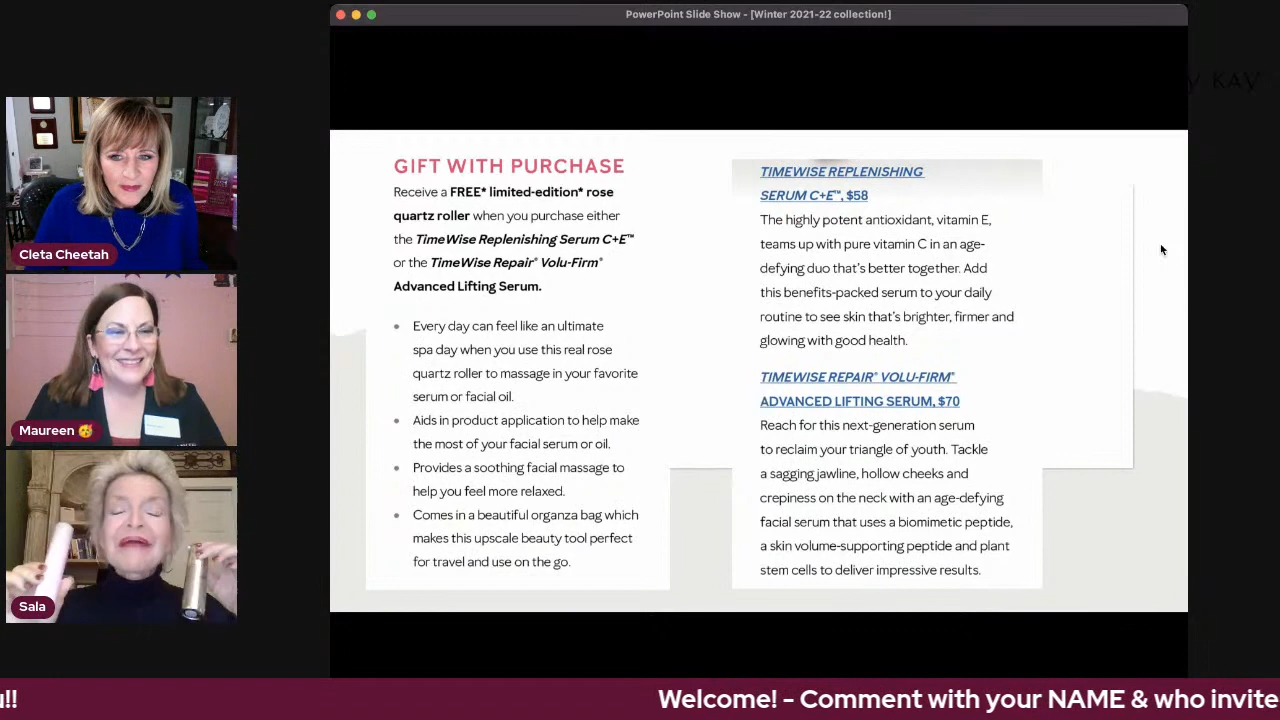 PowerPoint Slide Show - [Winter 2021-22 collection!]
KAY
Cleta Cheetah
Maureen 🥳
Sala
GIFT WITH PURCHASE
Receive a FREE* limited-edition* rose
quartz roller when you purchase either
the TimeWise Replenishing Serum C+E™
or the TimeWise Repair® Volu-Firm®
Advanced Lifting Serum.
• Every day can feel like an ultimate
spa day when you use this real rose
quartz roller to massage in your favorite
serum or facial oil.
• Aids in product application to help make
the most of your facial serum or oil.
• Provides a soothing facial massage to
help you feel more relaxed.
• Comes in a beautiful organza bag which
makes this upscale beauty tool perfect
for travel and use on the go.
TIMEWISE REPLENISHING
SERUM C+E™, $58
The highly potent antioxidant, vitamin E,
teams up with pure vitamin C in an age-
defying duo that's better together. Add
this benefits-packed serum to your daily
routine to see skin that's brighter, firmer and
glowing with good health.
TIMEWISE REPAIR® VOLU-FIRM®
ADVANCED LIFTING SERUM, $70
Reach for this next-generation serum
to reclaim your triangle of youth. Tackle
a sagging jawline, hollow cheeks and
crepiness on the neck with an age-defying
facial serum that uses a biomimetic peptide,
a skin volume-supporting peptide and plant
stem cells to deliver impressive results.
u!! Welcome! - Comment with your NAME & who invite